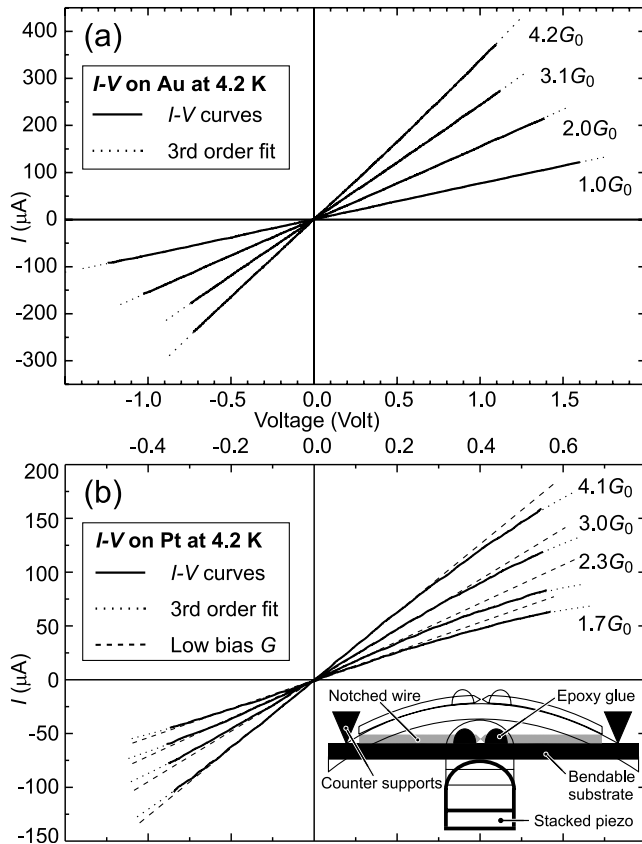 (a)
I-V on Au at 4.2 K
I-V curves
3rd order fit
4.2G0
3.1G0
2.0G0
1.0G0
400
300
200
100
0
-100
-200
-300
I (μA)
-1.0 -0.5 0.0 0.5 1.0 1.5
Voltage (Volt)
-0.4 -0.2 0.0 0.2 0.4 0.6
(b)
I-V on Pt at 4.2 K
I-V curves
3rd order fit
Low bias G
4.1G0
3.0G0
2.3G0
1.7G0
200
150
100
50
0
-50
-100
-150
I (μA)
Notched wire
Epoxy glue
Counter supports
Bendable
substrate
Stacked piezo